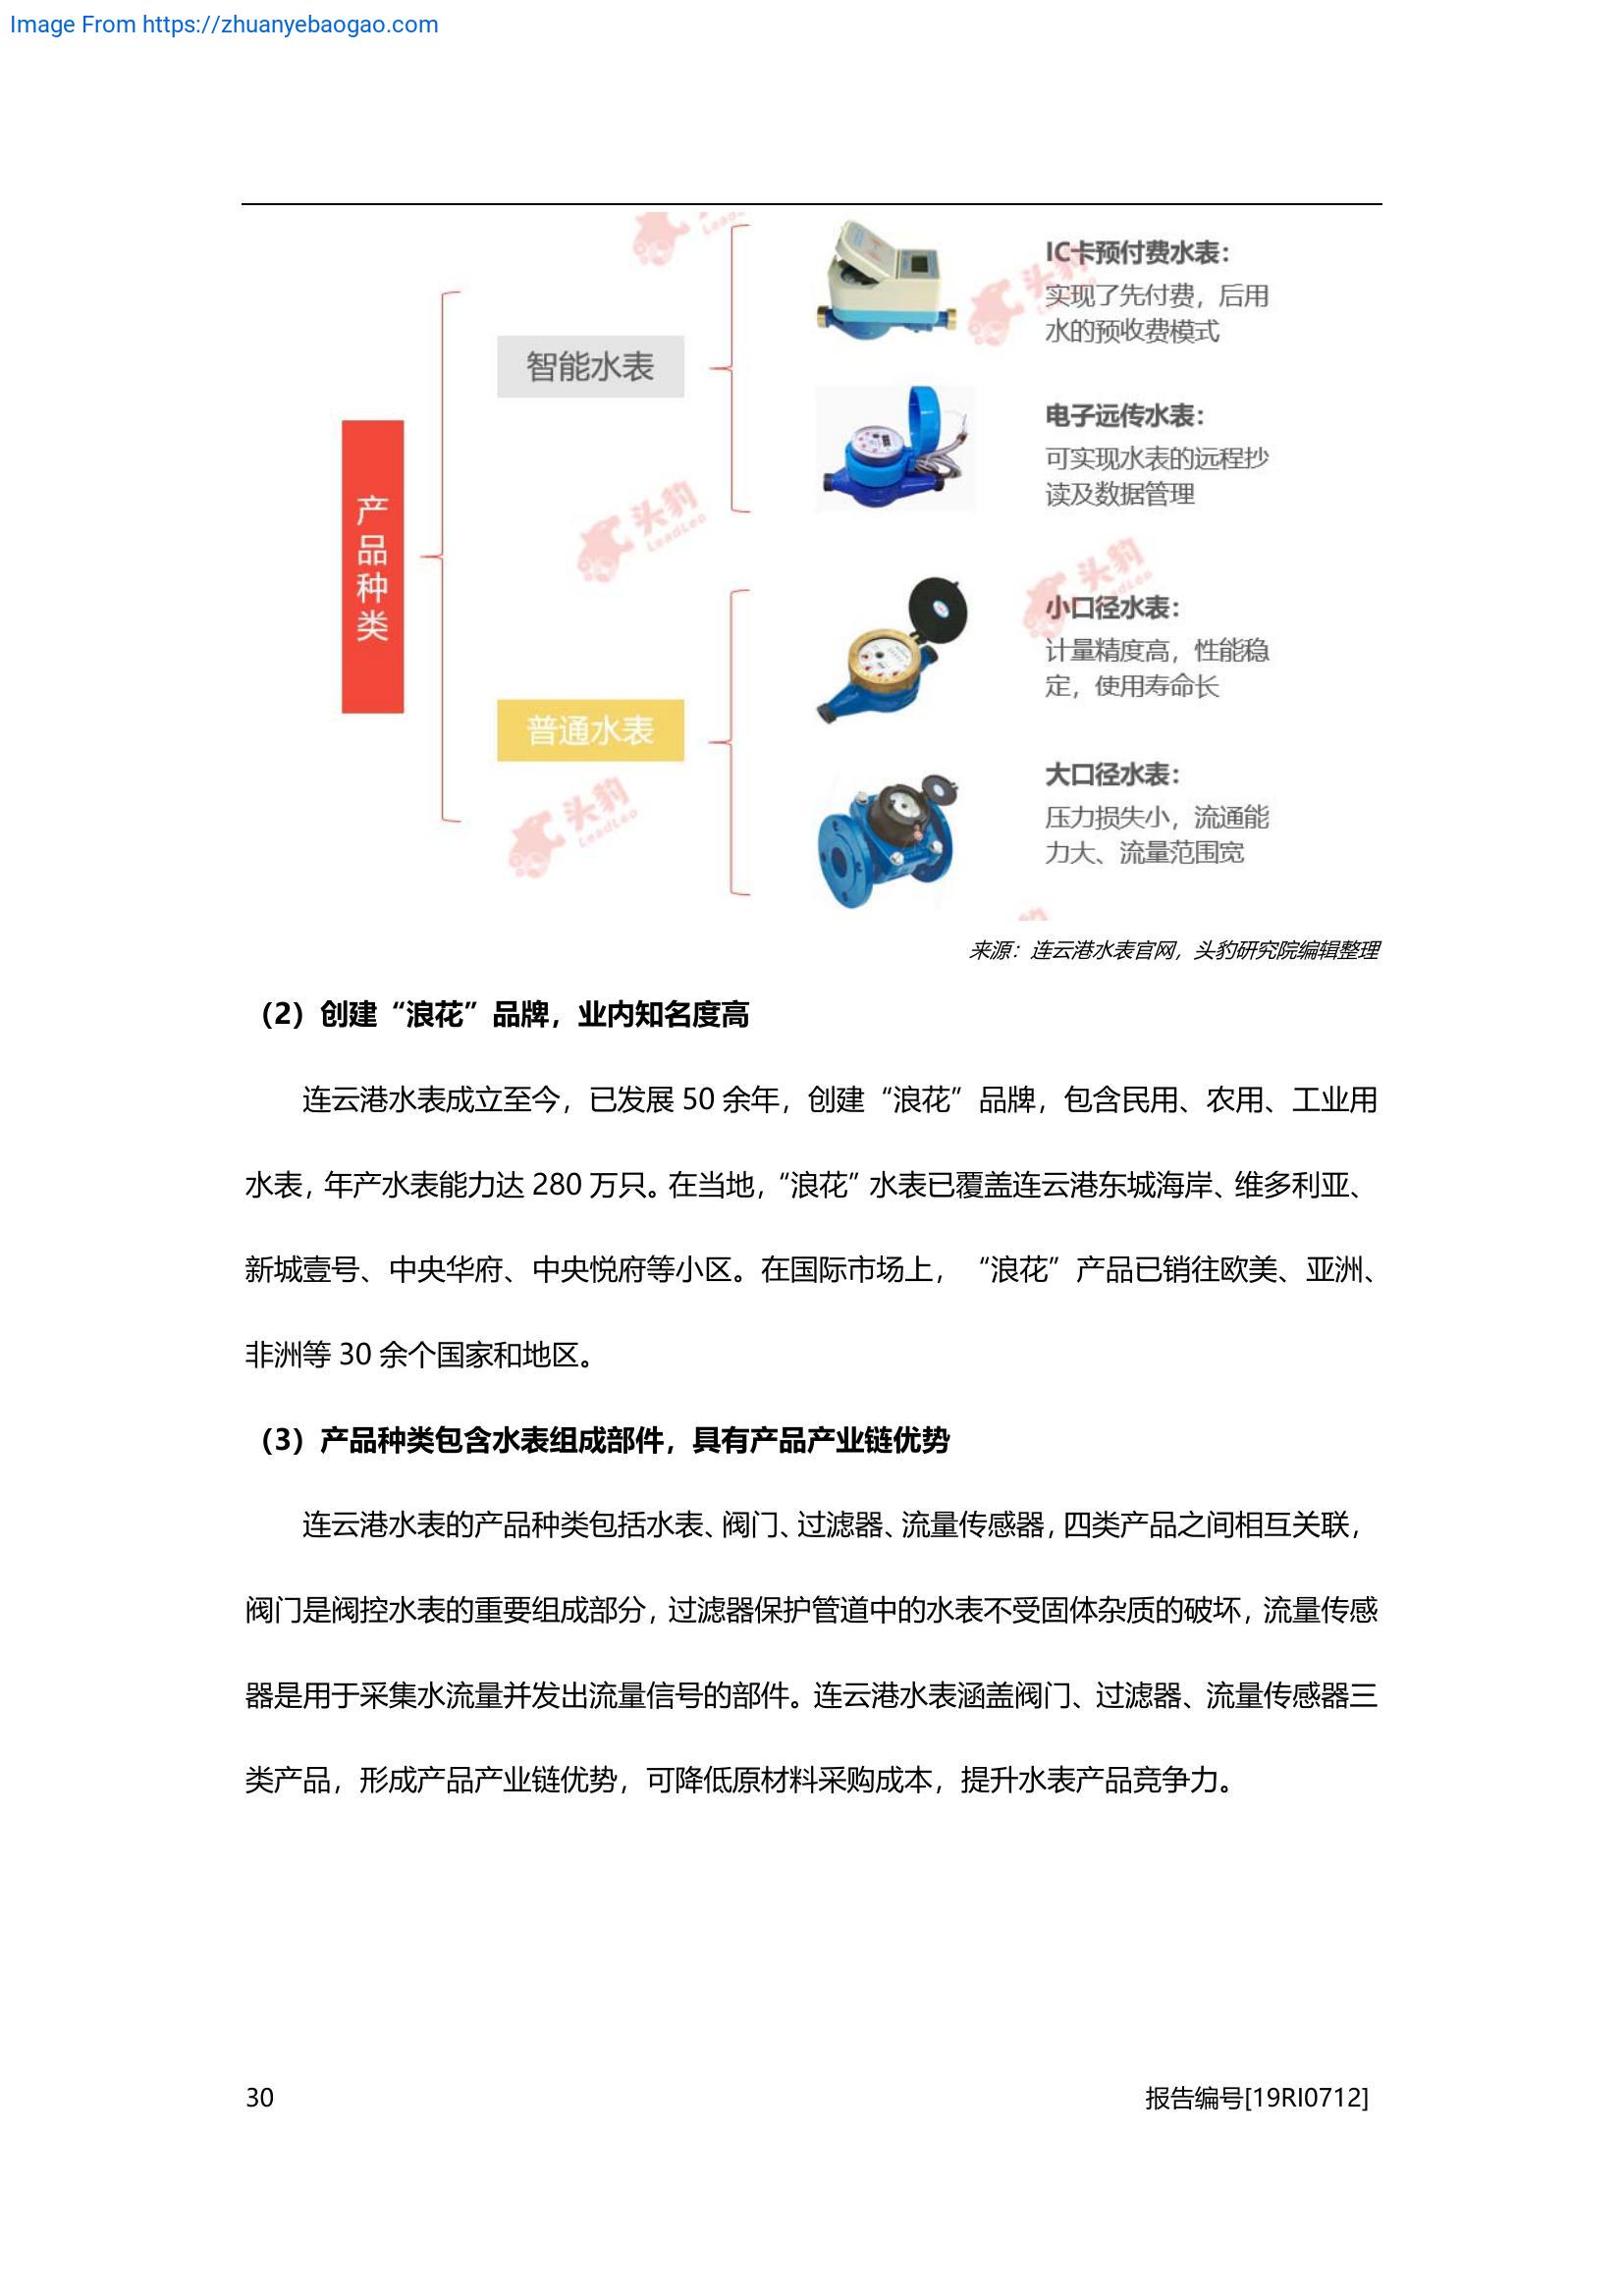 Image From https://zhuanyebaogao.com
产品种类
智能水表
IC卡预付费水表：
实现了先付费，后用
水的预收费模式
电子远传水表：
可实现水表的远程抄
读及数据管理
普通水表
小口径水表：
计量精度高，性能稳
定，使用寿命长
大口径水表：
压力损失小，流通能
力大、流量范围宽
头豹
LeadLeo
来源：连云港水表官网，头豹研究院编辑整理
（2）创建“浪花”品牌，业内知名度高
连云港水表成立至今，已发展 50 余年，创建“浪花”品牌，包含民用、农用、工业用
水表，年产水表能力达 280 万只。在当地，“浪花”水表已覆盖连云港东城海岸、维多利亚、
新城壹号、中央华府、中央悦府等小区。在国际市场上，“浪花”产品已销往欧美、亚洲、
非洲等 30 余个国家和地区。
（3）产品种类包含水表组成部件，具有产品产业链优势
连云港水表的产品种类包括水表、阀门、过滤器、流量传感器，四类产品之间相互关联，
阀门是阀控水表的重要组成部分，过滤器保护管道中的水表不受固体杂质的破坏，流量传感
器是用于采集水流量并发出流量信号的部件。连云港水表涵盖阀门、过滤器、流量传感器三
类产品，形成产品产业链优势，可降低原材料采购成本，提升水表产品竞争力。
30
报告编号[19RI0712]